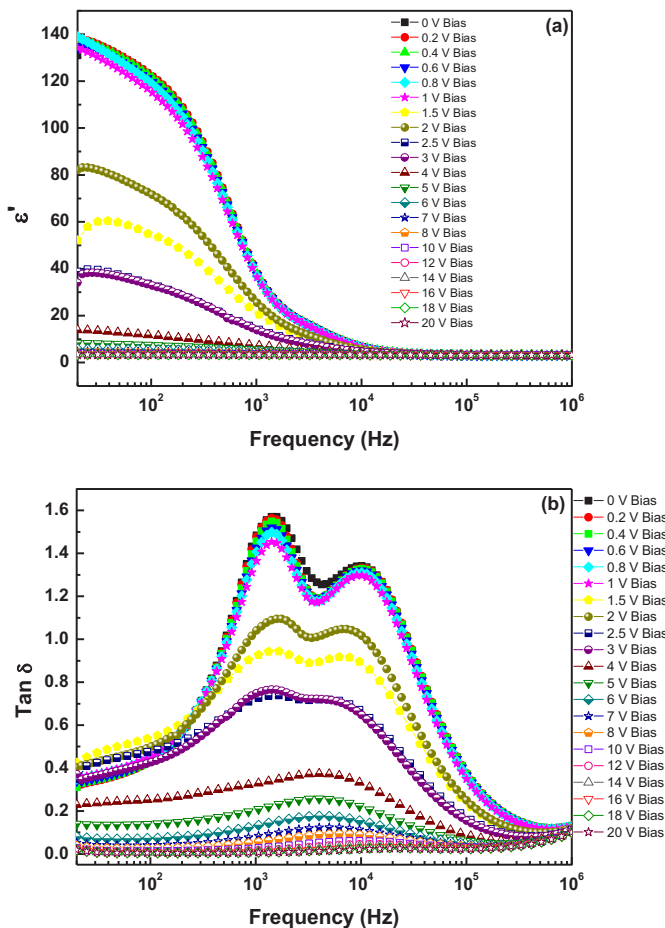 (a)
140
120
100
80
60
40
20
0
ε'
0 V Bias
0.2 V Bias
0.4 V Bias
0.6 V Bias
0.8 V Bias
1 V Bias
1.5 V Bias
2 V Bias
2.5 V Bias
3 V Bias
4 V Bias
5 V Bias
6 V Bias
7 V Bias
8 V Bias
10 V Bias
12 V Bias
14 V Bias
16 V Bias
18 V Bias
20 V Bias
10² 10³ 10⁴ 10⁵ 10⁶
Frequency (Hz)
(b)
1.6
1.4
1.2
1.0
0.8
0.6
0.4
0.2
0.0
Tan δ
0 V Bias
0.2 V Bias
0.4 V Bias
0.6 V Bias
0.8 V Bias
1 V Bias
1.5 V Bias
2 V Bias
2.5 V Bias
3 V Bias
4 V Bias
5 V Bias
6 V Bias
7 V Bias
8 V Bias
10 V Bias
12 V Bias
14 V Bias
16 V Bias
18 V Bias
20 V Bias
10² 10³ 10⁴ 10⁵ 10⁶
Frequency (Hz)